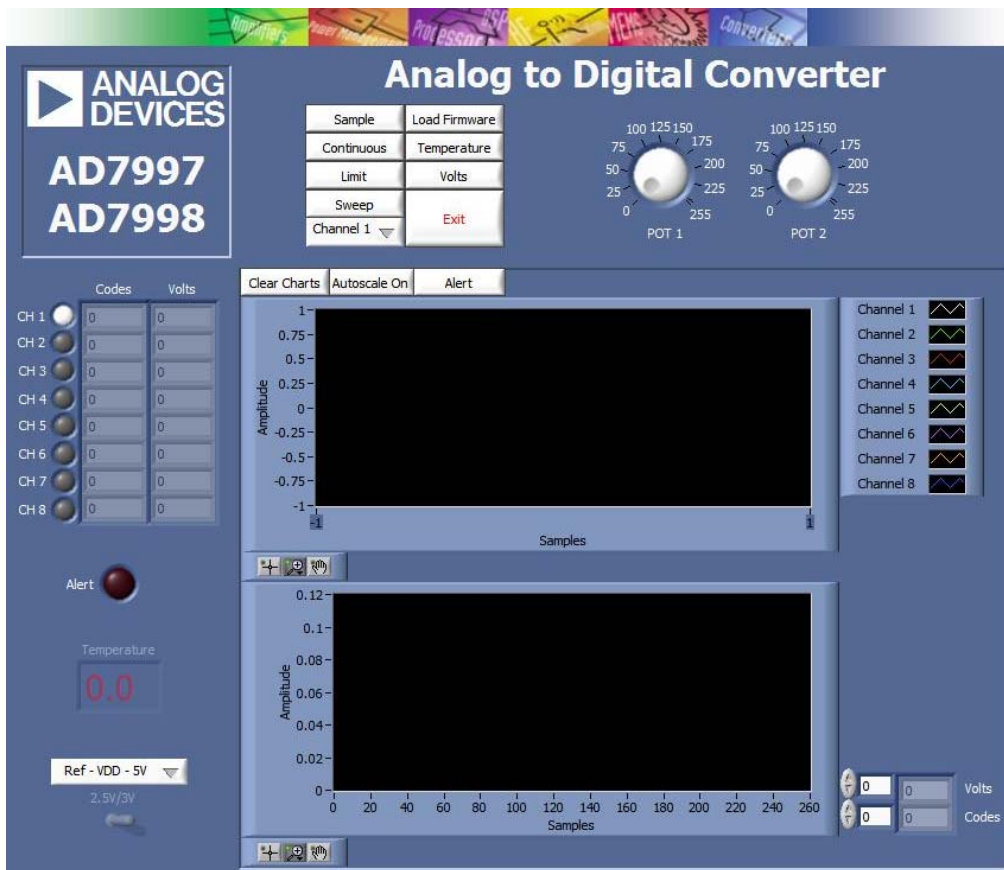 Amplifiers Power Management Processor DSP RF MEMS Converters
ANALOG
DEVICES
AD7997
AD7998
Analog to Digital Converter
Sample Load Firmware
Continuous Temperature
Limit Volts
Sweep
Channel 1 Exit
0 25 50 75 100 125 150 175 200 225 255
POT 1
0 25 50 75 100 125 150 175 200 225 255
POT 2
Codes Volts
CH 1 0 0
CH 2 0 0
CH 3 0 0
CH 4 0 0
CH 5 0 0
CH 6 0 0
CH 7 0 0
CH 8 0 0
Alert
Temperature
0.0
Ref - VDD - 5V
2.5V/3V
Clear Charts Autoscale On Alert
Amplitude
1
0.75
0.5
0.25
0
-0.25
-0.5
-0.75
-1
-1 1
Samples
Channel 1
Channel 2
Channel 3
Channel 4
Channel 5
Channel 6
Channel 7
Channel 8
Amplitude
0.12
0.1
0.08
0.06
0.04
0.02
0
0 20 40 60 80 100 120 140 160 180 200 220 240 260
Samples
0 0 Volts
0 0 Codes